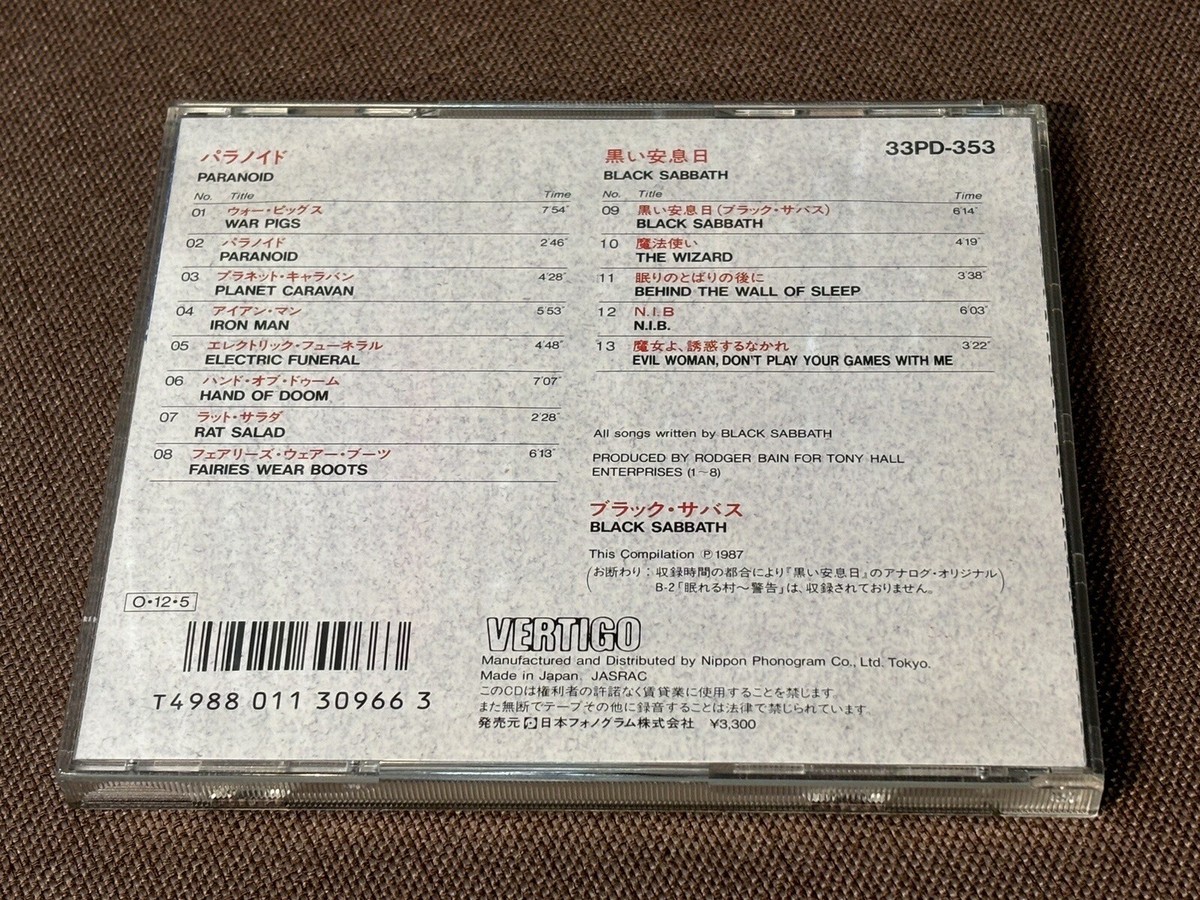 パラノイド
PARANOID
No. Title Time
01 ウォー・ピッグス 7′54″
WAR PIGS
02 パラノイド 2′46″
PARANOID
03 プラネット・キャラバン 4′28″
PLANET CARAVAN
04 アイアン・マン 5′53″
IRON MAN
05 エレクトリック・フューネラル 4′48″
ELECTRIC FUNERAL
06 ハンド・オブ・ドゥーム 7′07″
HAND OF DOOM
07 ラット・サラダ 2′28″
RAT SALAD
08 フェアリーズ・ウェアー・ブーツ 6′13″
FAIRIES WEAR BOOTS
黒い安息日
BLACK SABBATH
33PD-353
No. Title Time
09 黒い安息日(ブラック・サバス) 6′14″
BLACK SABBATH
10 魔法使い 4′19″
THE WIZARD
11 眠りのとばりの後に 3′38″
BEHIND THE WALL OF SLEEP
12 N.I.B 6′03″
N.I.B.
13 魔女よ、誘惑するなかれ 3′22″
EVIL WOMAN, DON'T PLAY YOUR GAMES WITH ME
All songs written by BLACK SABBATH
PRODUCED BY RODGER BAIN FOR TONY HALL
ENTERPRISES (1~8)
ブラック・サバス
BLACK SABBATH
This Compilation Ⓟ 1987
(お断わり：収録時間の都合により『黒い安息日』のアナログ・オリジナル
B-2「眠れる村～警告」は、収録されておりません。)
O・12・5
T4988 011 30966 3
VERTIGO
Manufactured and Distributed by Nippon Phonogram Co., Ltd. Tokyo.
Made in Japan. JASRAC
このCDは権利者の許諾なく賃貸業に使用することを禁じます。
また無断でテープその他に録音することは法律で禁じられています。
発売元 日本フォノグラム株式会社 ¥3,300